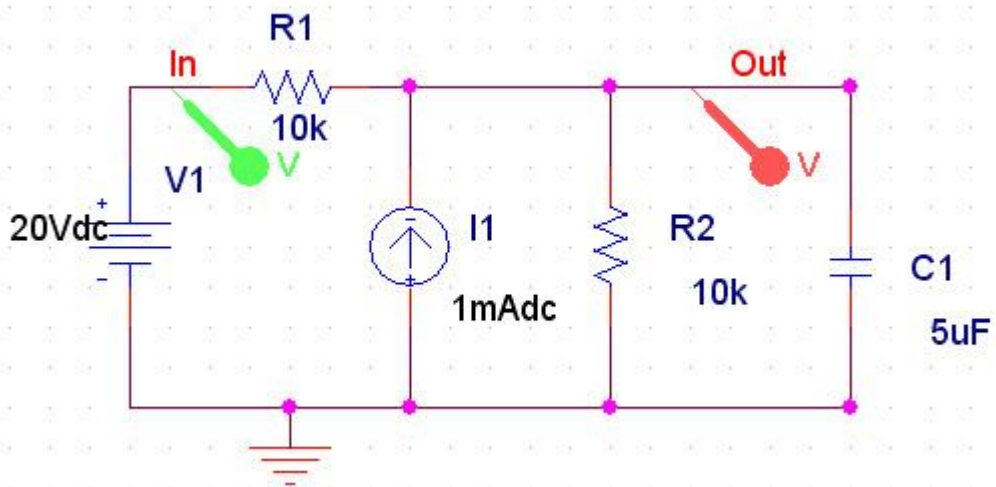 R1
In
Out
10k
V
V
V1
20Vdc
+
-
-
+
I1
1mAdc
R2
10k
C1
5uF